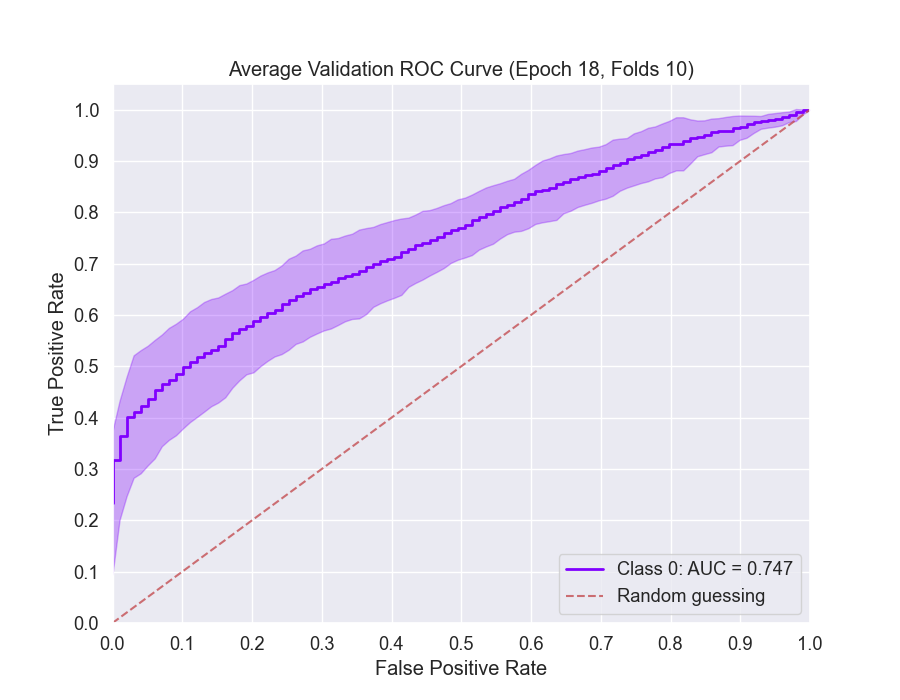 Average Validation ROC Curve (Epoch 18, Folds 10)
True Positive Rate
1.0
0.9
0.8
0.7
0.6
0.5
0.4
0.3
0.2
0.1
0.0
Class 0: AUC = 0.747
Random guessing
0.0 0.1 0.2 0.3 0.4 0.5 0.6 0.7 0.8 0.9 1.0
False Positive Rate